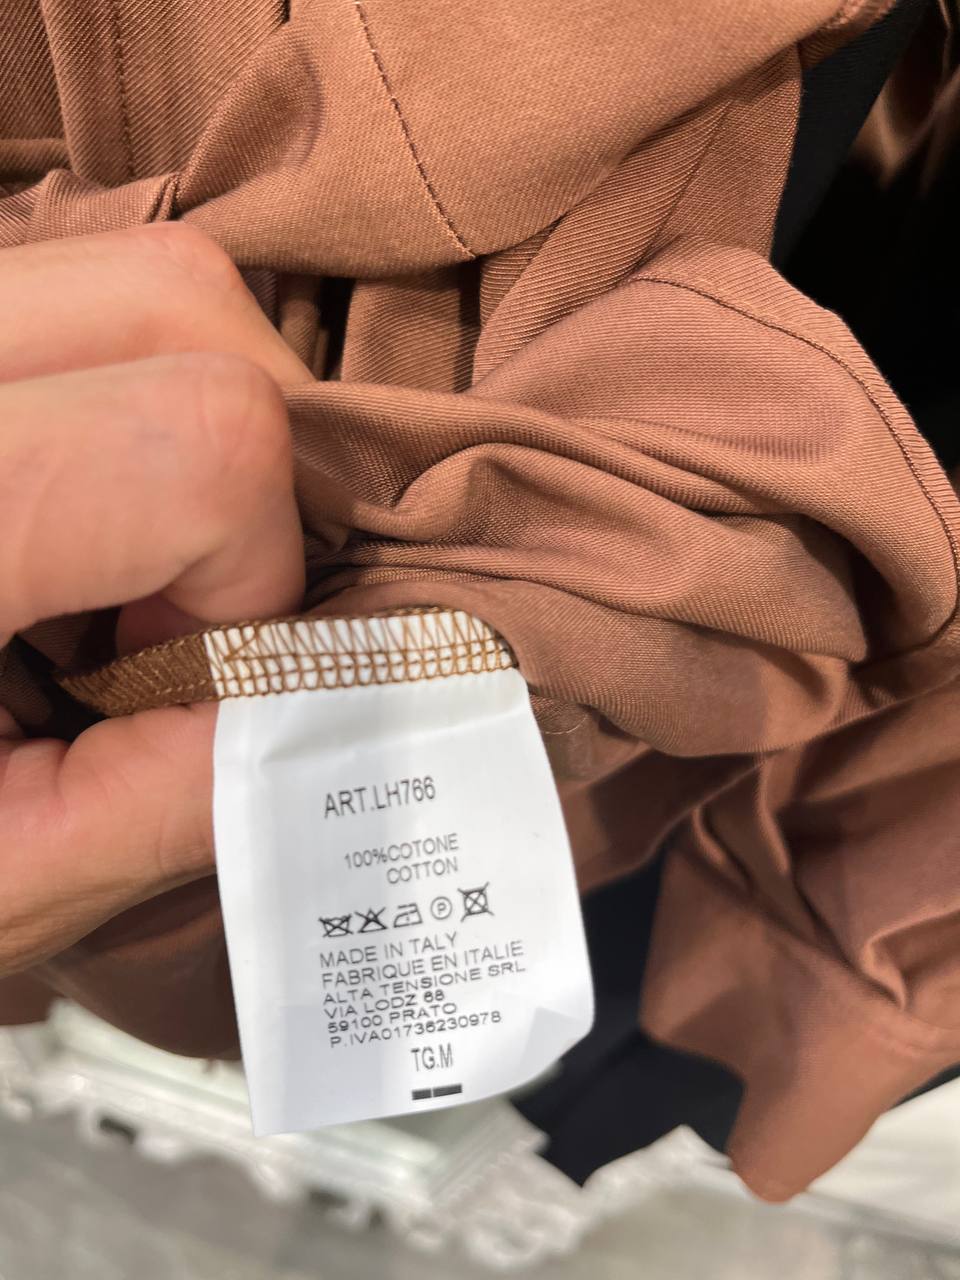 ART.LH766
100%COTONE
COTTON
P
MADE IN TALY
FABRIQUE EN ITALIE
ALTA TENSIONE SRL
VIA LODZ 68
59100 PRATO
P.IVA01736230978
TG.M